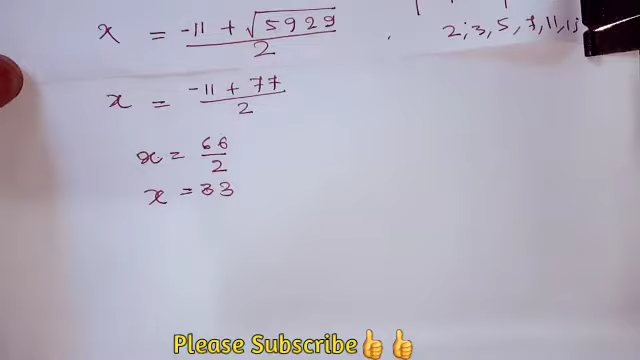 x = -11 + √5929 / 2
2, 3, 5, 7, 11, 13
x = -11 + 77 / 2
x = 66 / 2
x = 33
Please Subscribe👍👍